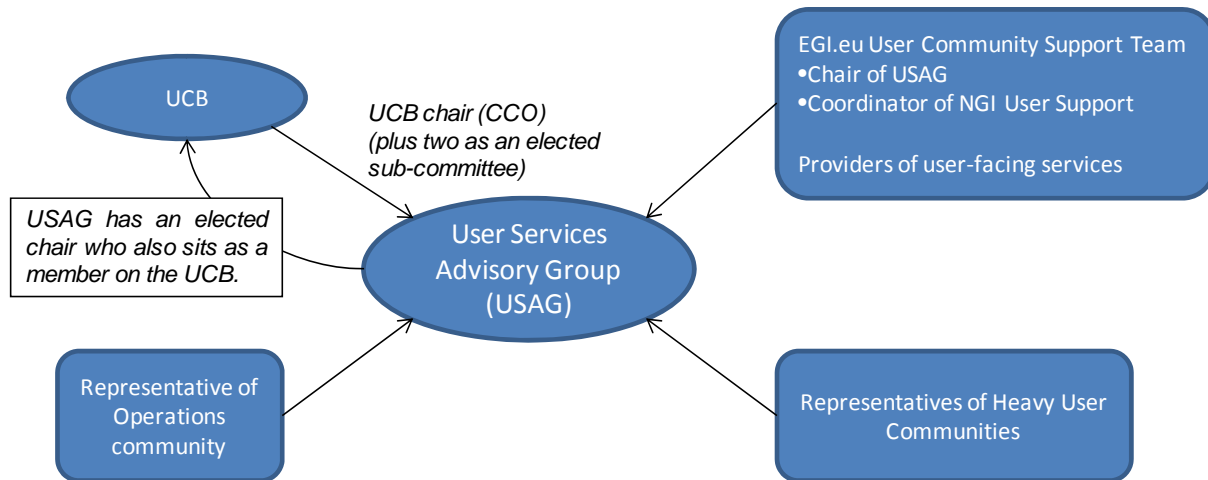 UCB
UCB chair (CCO)
(plus two as an elected
sub-committee)
EGI.eu User Community Support Team
•Chair of USAG
•Coordinator of NGI User Support
Providers of user-facing services
USAG has an elected
chair who also sits as a
member on the UCB.
User Services
Advisory Group
(USAG)
Representative of
Operations
community
Representatives of Heavy User
Communities